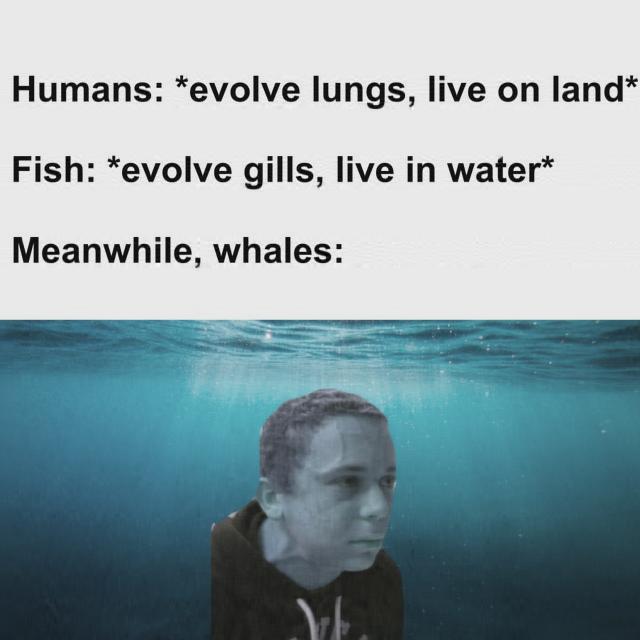 Humans: *evolve lungs, live on land*
Fish: *evolve gills, live in water*
Meanwhile, whales: